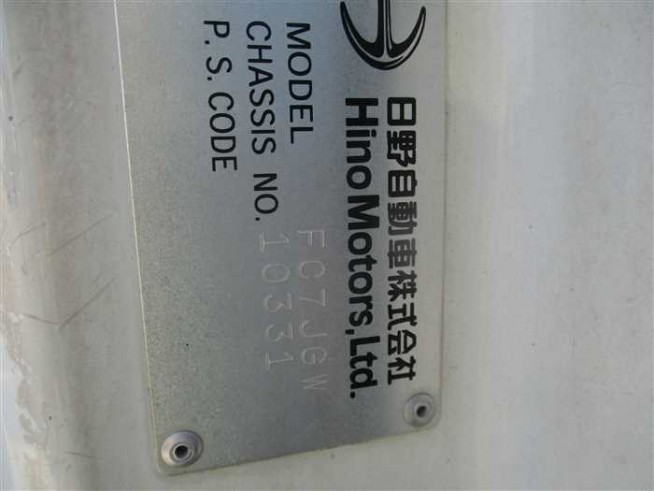 日野自動車株式会社
Hino Motors, Ltd.
MODEL FC7JGW
CHASSIS NO. 10331
P. S. CODE